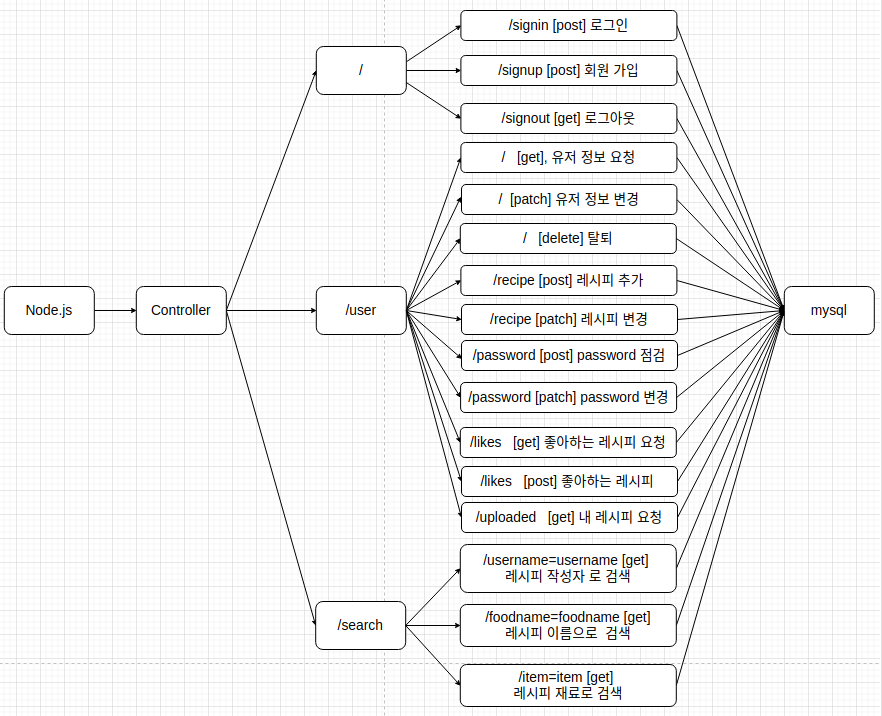 /signin [post] 로그인
/
/signup [post] 회원 가입
/signout [get] 로그아웃
/ [get], 유저 정보 요청
/ [patch] 유저 정보 변경
/ [delete] 탈퇴
/recipe [post] 레시피 추가
Node.js
Controller
/user
/recipe [patch] 레시피 변경
mysql
/password [post] password 점검
/password [patch] password 변경
/likes [get] 좋아하는 레시피 요청
/likes [post] 좋아하는 레시피
/uploaded [get] 내 레시피 요청
/username=username [get]
레시피 작성자 로 검색
/search
/foodname=foodname [get]
레시피 이름으로 검색
/item=item [get]
레시피 재료로 검색